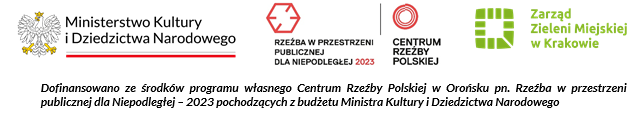 Ministerstwo Kultury
i Dziedzictwa Narodowego
RZEŹBA W PRZESTRZENI
PUBLICZNEJ
DLA NIEPODLEGŁEJ 2023
CENTRUM
RZEŹBY
POLSKIEJ
Zarząd
Zieleni Miejskiej
w Krakowie
Dofinansowano ze środków programu własnego Centrum Rzeźby Polskiej w Orońsku pn. Rzeźba w przestrzeni
publicznej dla Niepodległej – 2023 pochodzących z budżetu Ministra Kultury i Dziedzictwa Narodowego